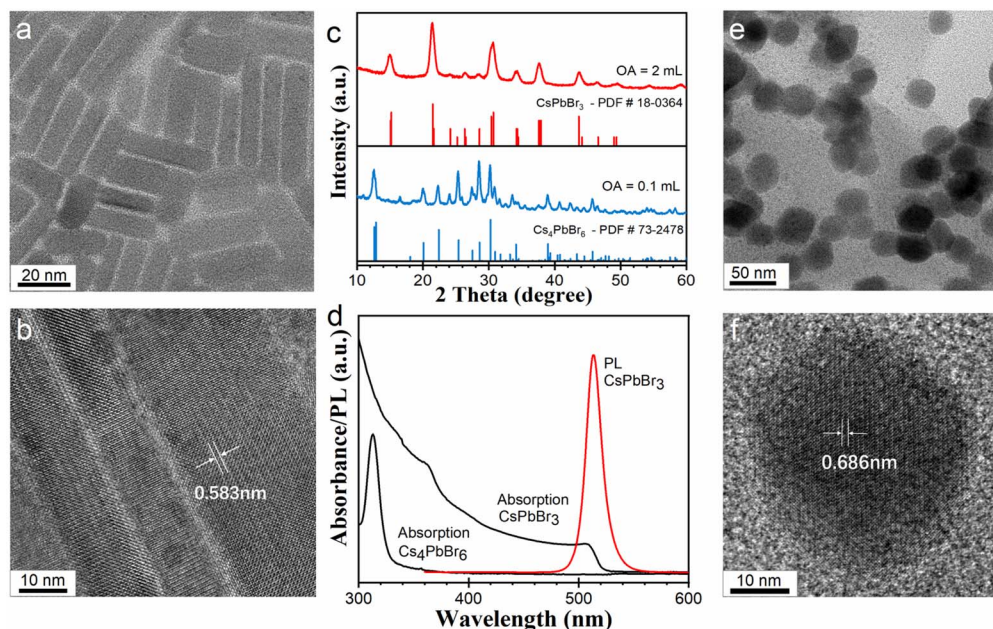 a
20 nm
b
0.583nm
10 nm
c
Intensity (a.u.)
OA = 2 mL
CsPbBr3 - PDF # 18-0364
OA = 0.1 mL
Cs4PbBr6 - PDF # 73-2478
10 20 30 40 50 60
2 Theta (degree)
d
Absorbance/PL (a.u.)
PL
CsPbBr3
Absorption
CsPbBr3
Absorption
Cs4PbBr6
300 400 500 600
Wavelength (nm)
e
50 nm
f
0.686nm
10 nm